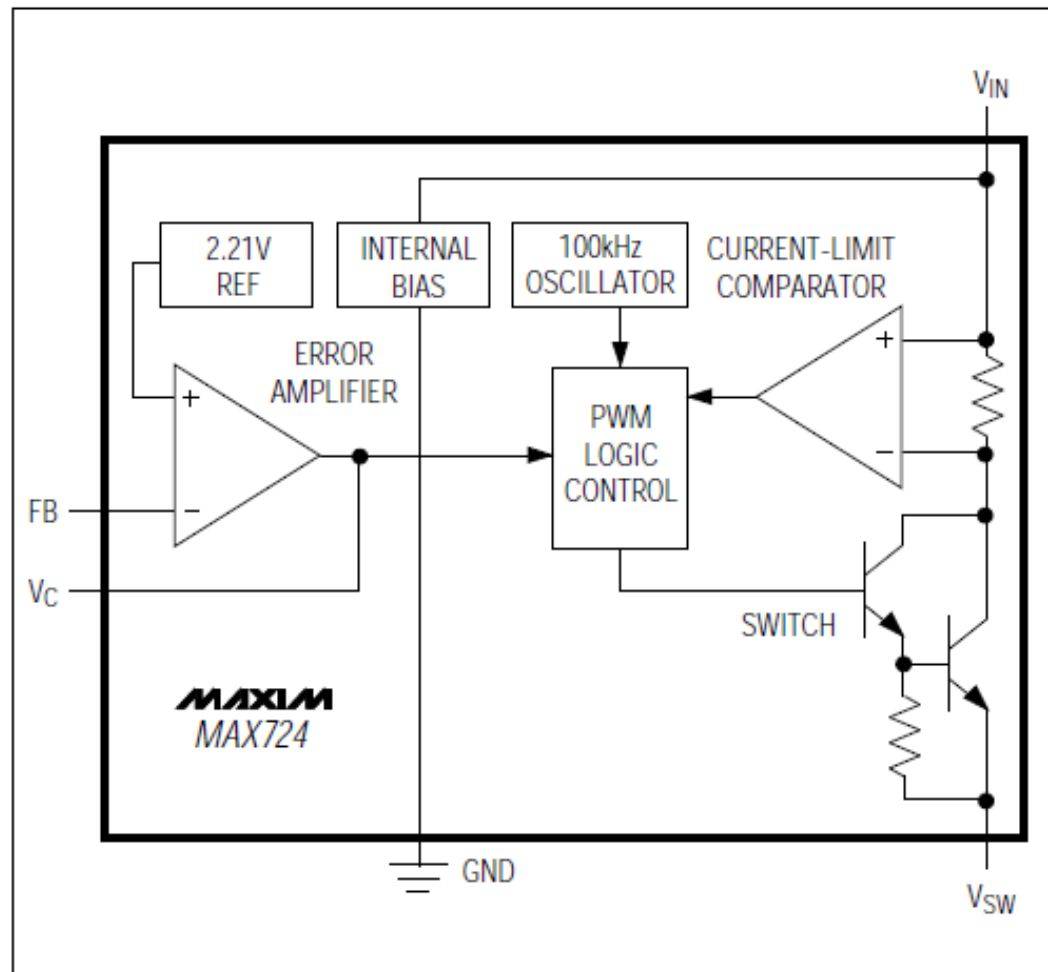 VIN
2.21V
REF
INTERNAL
BIAS
100kHz
OSCILLATOR
CURRENT-LIMIT
COMPARATOR
+
ERROR
AMPLIFIER
+
PWM
LOGIC
CONTROL
−
FB
−
VC
SWITCH
MAXIM
MAX724
GND
VSW